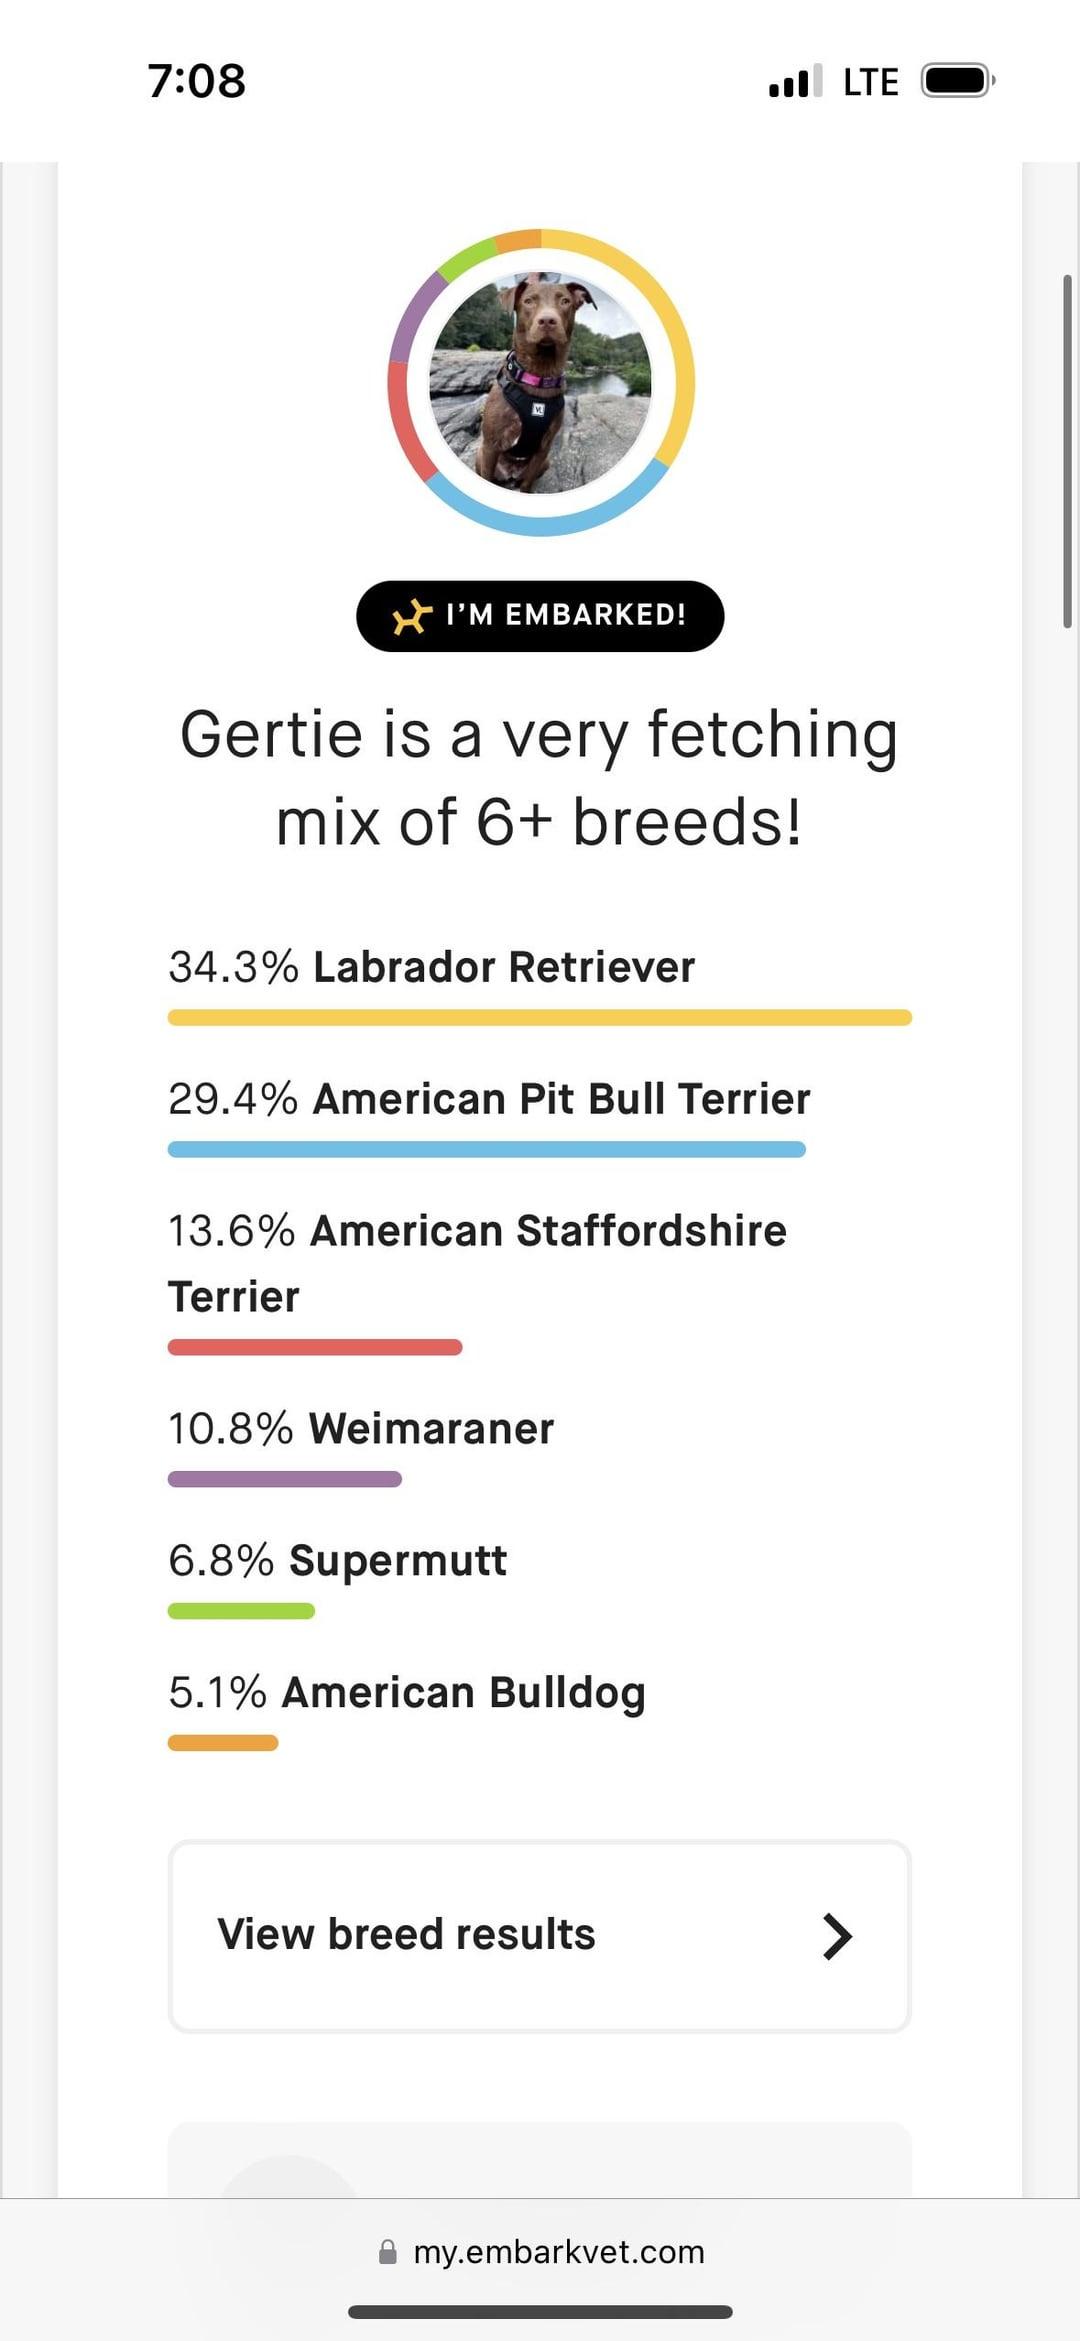 7:08
LTE
I’M EMBARKED!
Gertie is a very fetching
mix of 6+ breeds!
34.3% Labrador Retriever
29.4% American Pit Bull Terrier
13.6% American Staffordshire
Terrier
10.8% Weimaraner
6.8% Supermutt
5.1% American Bulldog
View breed results
my.embarkvet.com